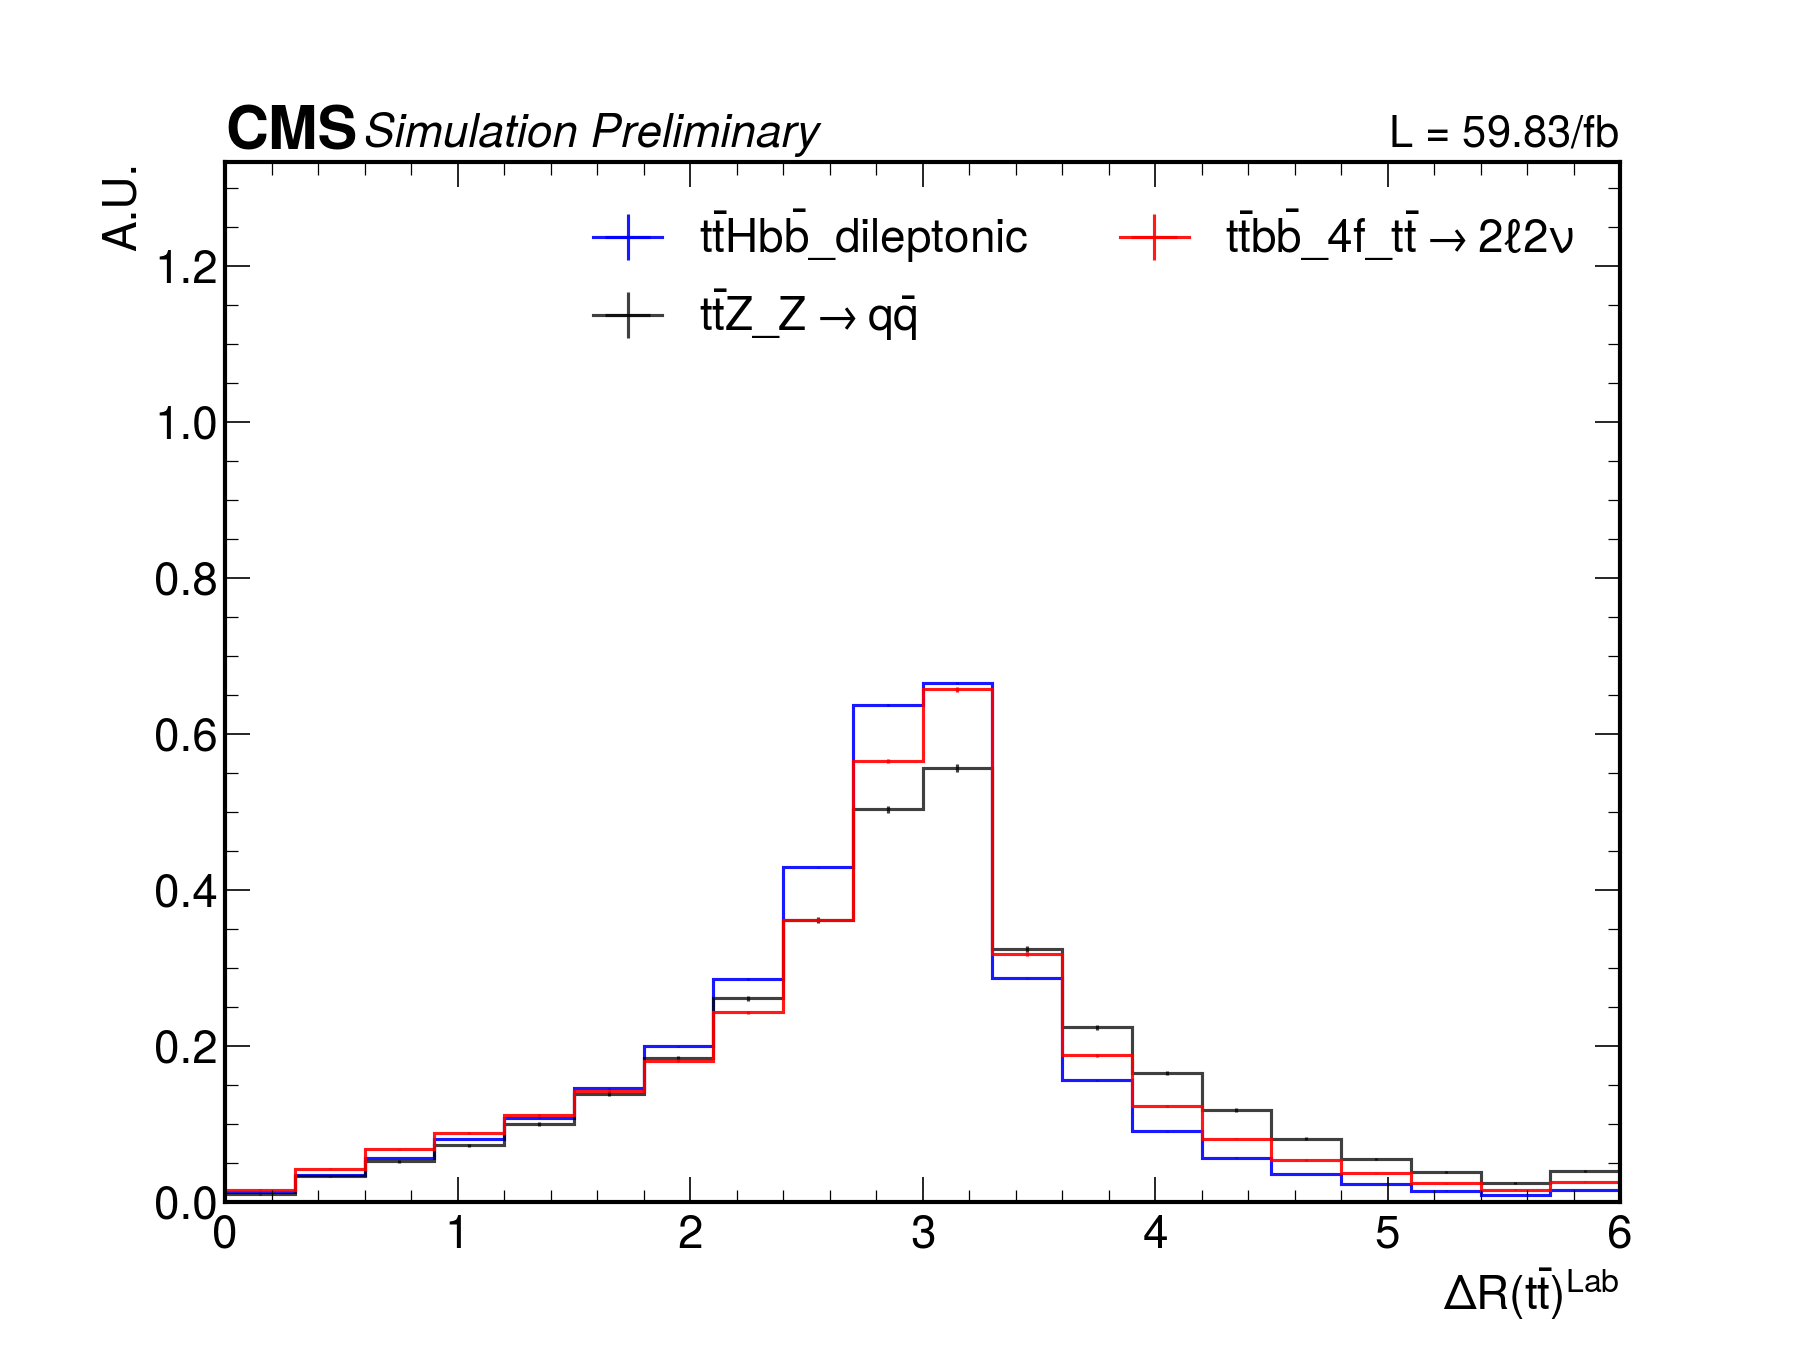 CMS Simulation Preliminary L = 59.83/fb
A.U.
tt̄Hbb̄_dileptonic tt̄bb̄_4f_tt̄ → 2ℓ2ν
tt̄Z_Z → qq̄
1.2
1.0
0.8
0.6
0.4
0.2
0.0
0 1 2 3 4 5 6
ΔR(tt̄)^Lab